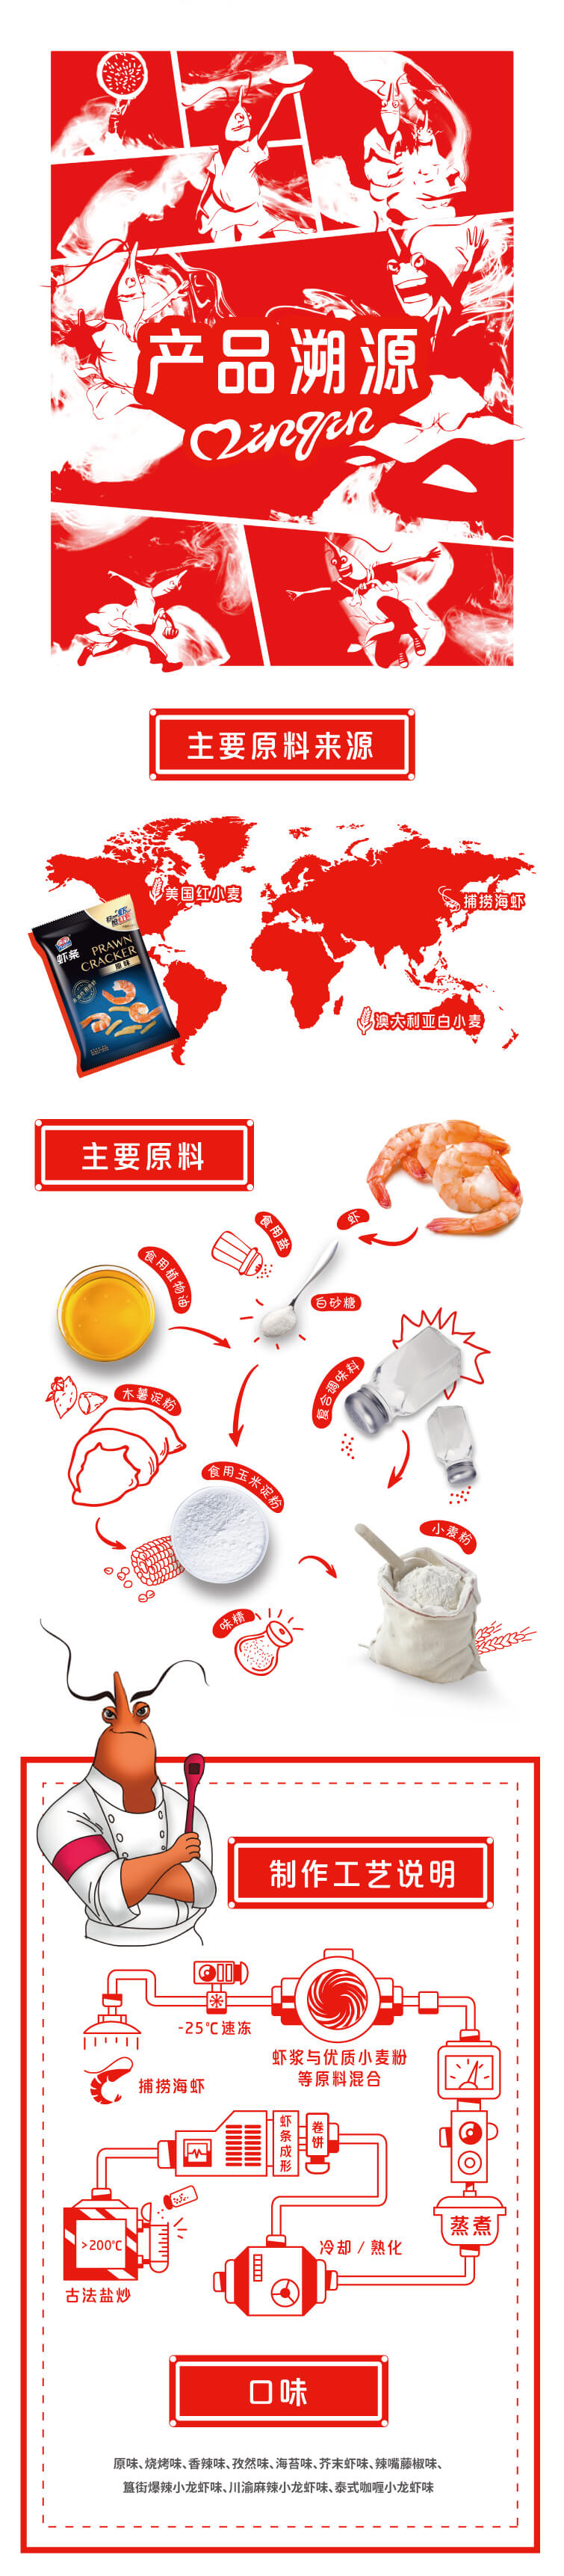 产品溯源
Minqin
主要原料来源
美国红小麦
捕捞海虾
虾条
PRAWN
CRACKER
原味
澳大利亚白小麦
主要原料
虾
食用盐
食用植物油
白砂糖
复合调味料
木薯淀粉
食用玉米淀粉
小麦粉
味精
制作工艺说明
-25℃速冻
虾浆与优质小麦粉
等原料混合
捕捞海虾
虾条成形
卷饼
蒸煮
>200℃
冷却 / 熟化
古法盐炒
口味
原味、烧烤味、香辣味、孜然味、海苔味、芥末虾味、辣嘴藤椒味、
簋街爆辣小龙虾味、川渝麻辣小龙虾味、泰式咖喱小龙虾味